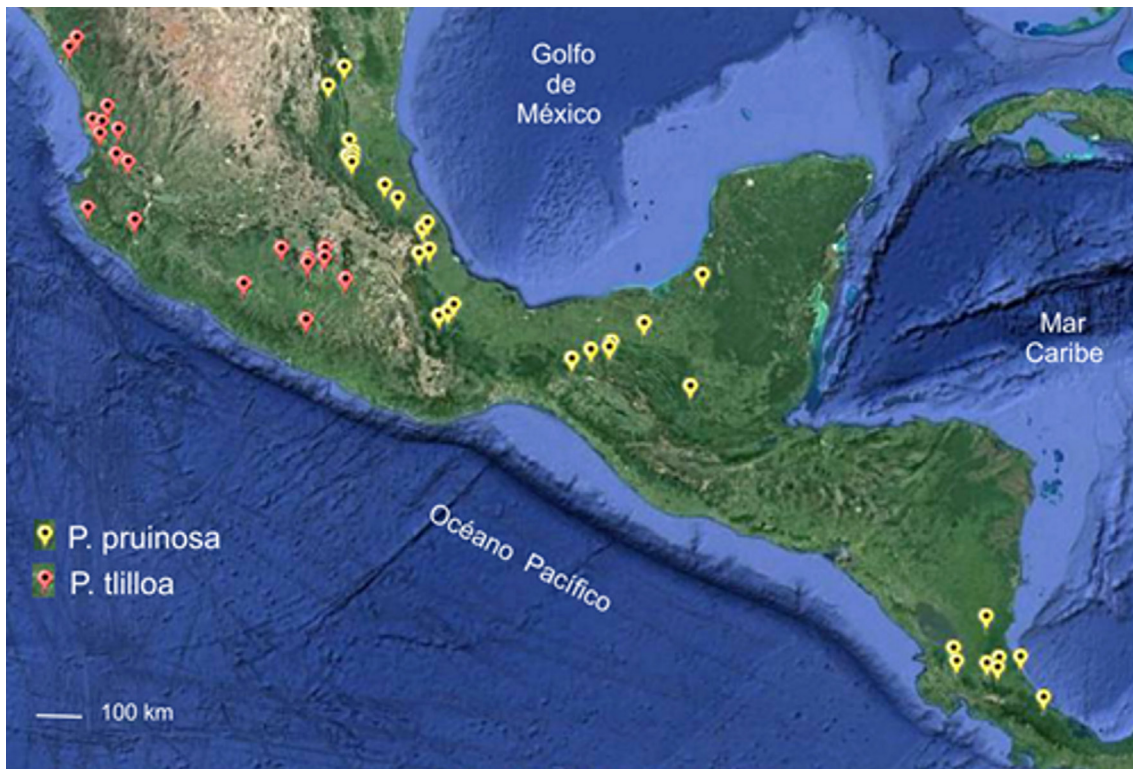 Golfo
de
México
Mar
Caribe
Océano Pacífico
P. pruinosa
P. tlilloa
100 km